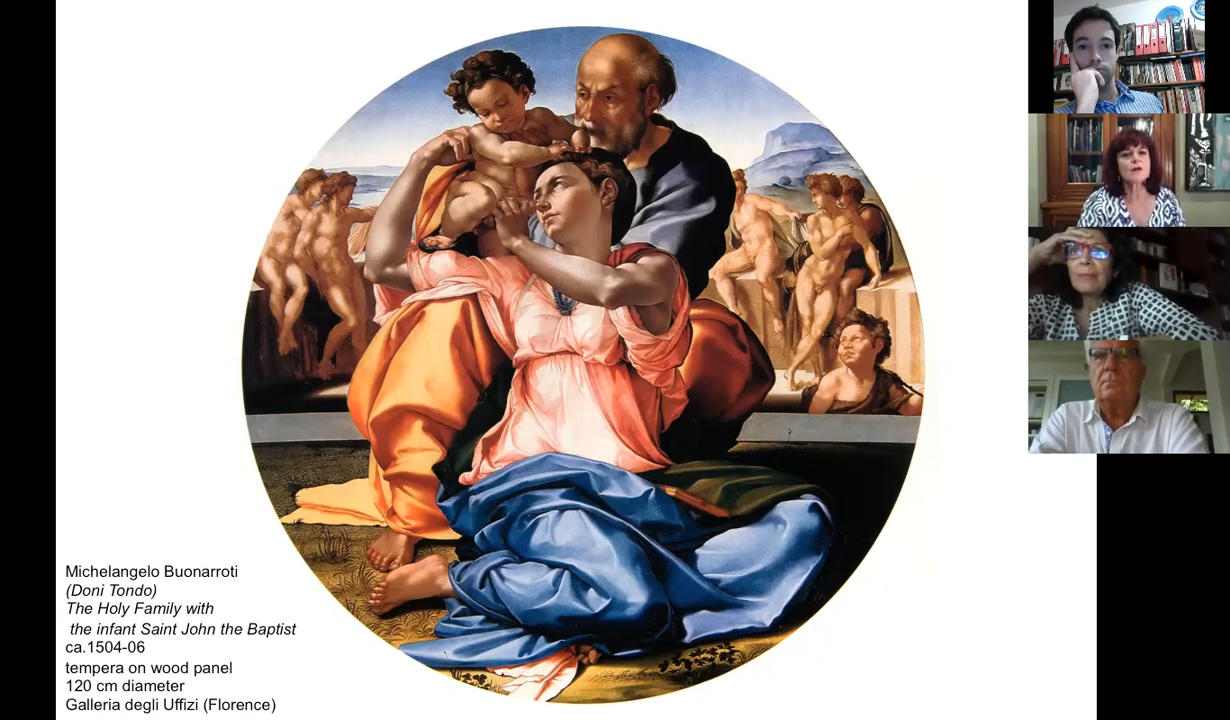 Michelangelo Buonarroti
(Doni Tondo)
The Holy Family with
the infant Saint John the Baptist
ca.1504-06
tempera on wood panel
120 cm diameter
Galleria degli Uffizi (Florence)